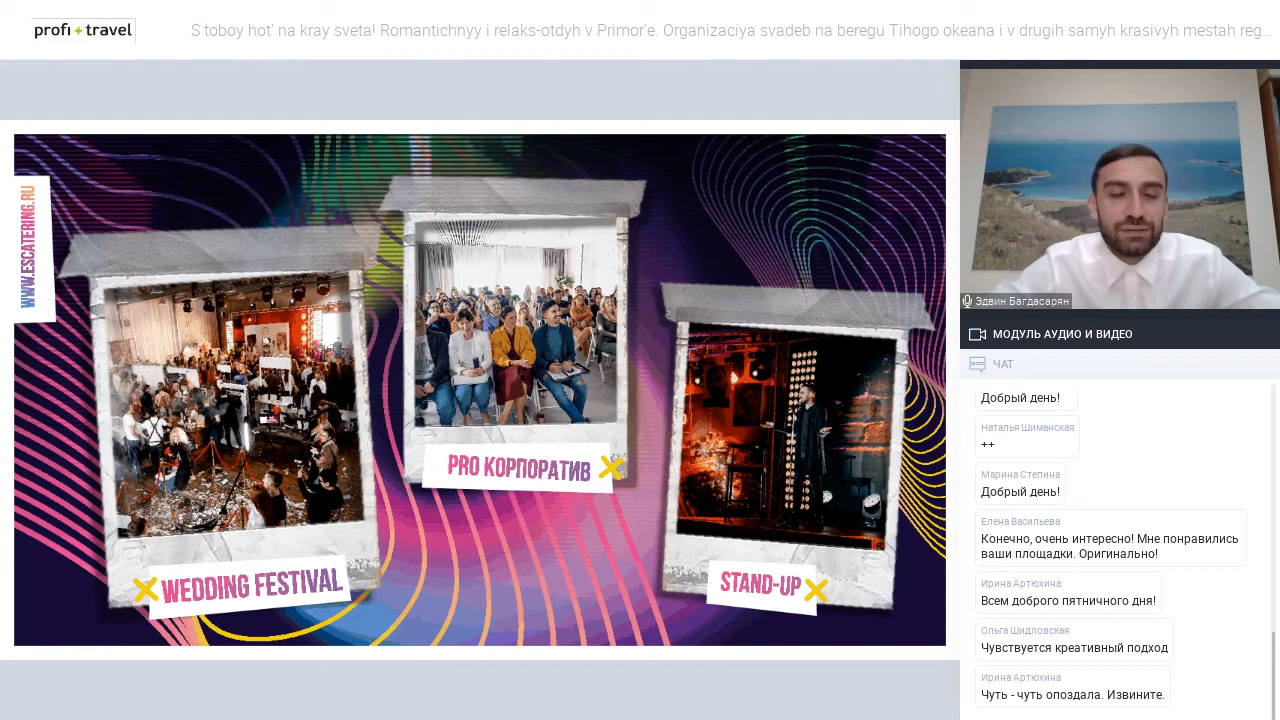 profi + travel
S toboy hot' na kray sveta! Romantichnyy i relaks-otdyh v Primor'e. Organizaciya svadeb na beregu Tihogo okeana i v drugih samyh krasivyh mestah reg...
WWW.ESCATERING.RU
WEDDING FESTIVAL
PRO КОРПОРАТИВ
STAND-UP
Эдвин Багдасарян
МОДУЛЬ АУДИО И ВИДЕО
ЧАТ
Добрый день!
Наталья Шиманская
++
Марина Степина
Добрый день!
Елена Васильева
Конечно, очень интересно! Мне понравились
ваши площадки. Оригинально!
Ирина Артюхина
Всем доброго пятничного дня!
Ольга Шидловская
Чувствуется креативный подход
Ирина Артюхина
Чуть - чуть опоздала. Извините.